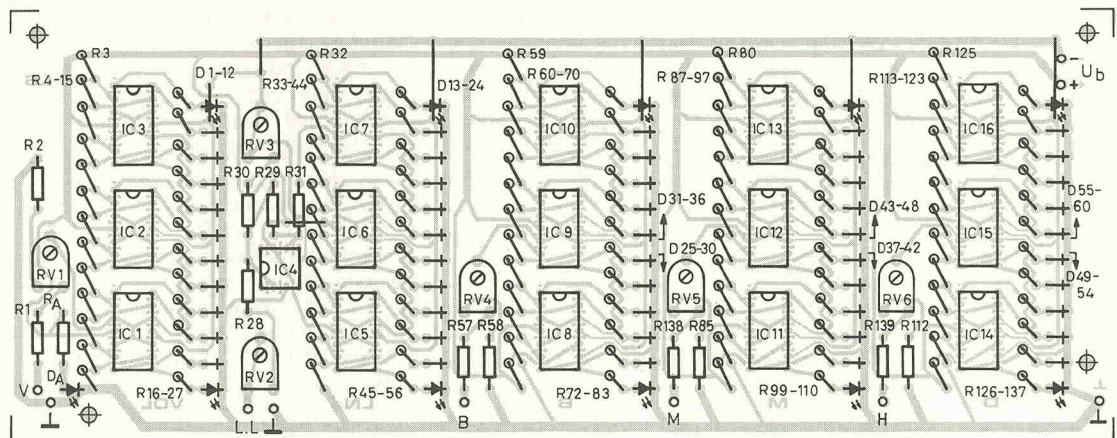 R3
R32
R59
R80
R125
R4-15
D1-12
R33-44
D13-24
R60-70
R87-97
R113-123
-
Ub
+
IC3
IC7
IC10
IC13
IC16
RV3
R2
R30
R29
R31
D31-36
D43-48
D55-
60
IC2
IC6
IC9
IC12
IC15
RV1
IC4
RV4
D25-30
RV5
D37-42
RV6
D49-
54
RA
R1
R28
IC1
IC5
R57
R58
IC8
R138
R85
IC11
R139
R112
IC14
RV2
V
DA
R16-27
R45-56
R72-83
R99-110
R126-137
VOL
LN
B
M
D
L.L
B
M
H